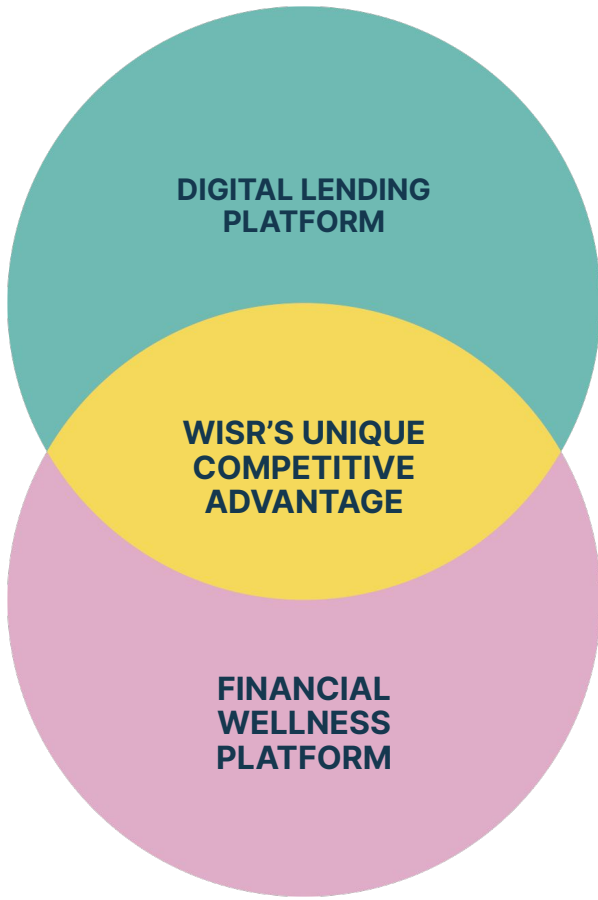 DIGITAL LENDING
PLATFORM
WISR’S UNIQUE
COMPETITIVE
ADVANTAGE
FINANCIAL
WELLNESS
PLATFORM